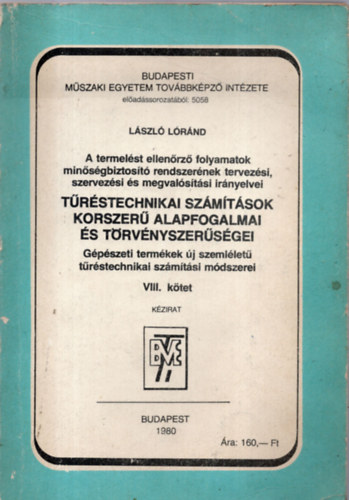 BUDAPESTI
MŰSZAKI EGYETEM TOVÁBBKÉPZŐ INTÉZETE
előadássorozatából: 5058
LÁSZLÓ LÓRÁND
A termelést ellenőrző folyamatok
minőségbiztosító rendszerének tervezési,
szervezési és megvalósítási irányelvei
TŰRÉSTECHNIKAI SZÁMÍTÁSOK
KORSZERŰ ALAPFOGALMAI
ÉS TÖRVÉNYSZERŰSÉGEI
Gépészeti termékek új szemléletű
tűréstechnikai számítási módszerei
VIII. kötet
KÉZIRAT
BUDAPEST
1980
Ára: 160,— Ft